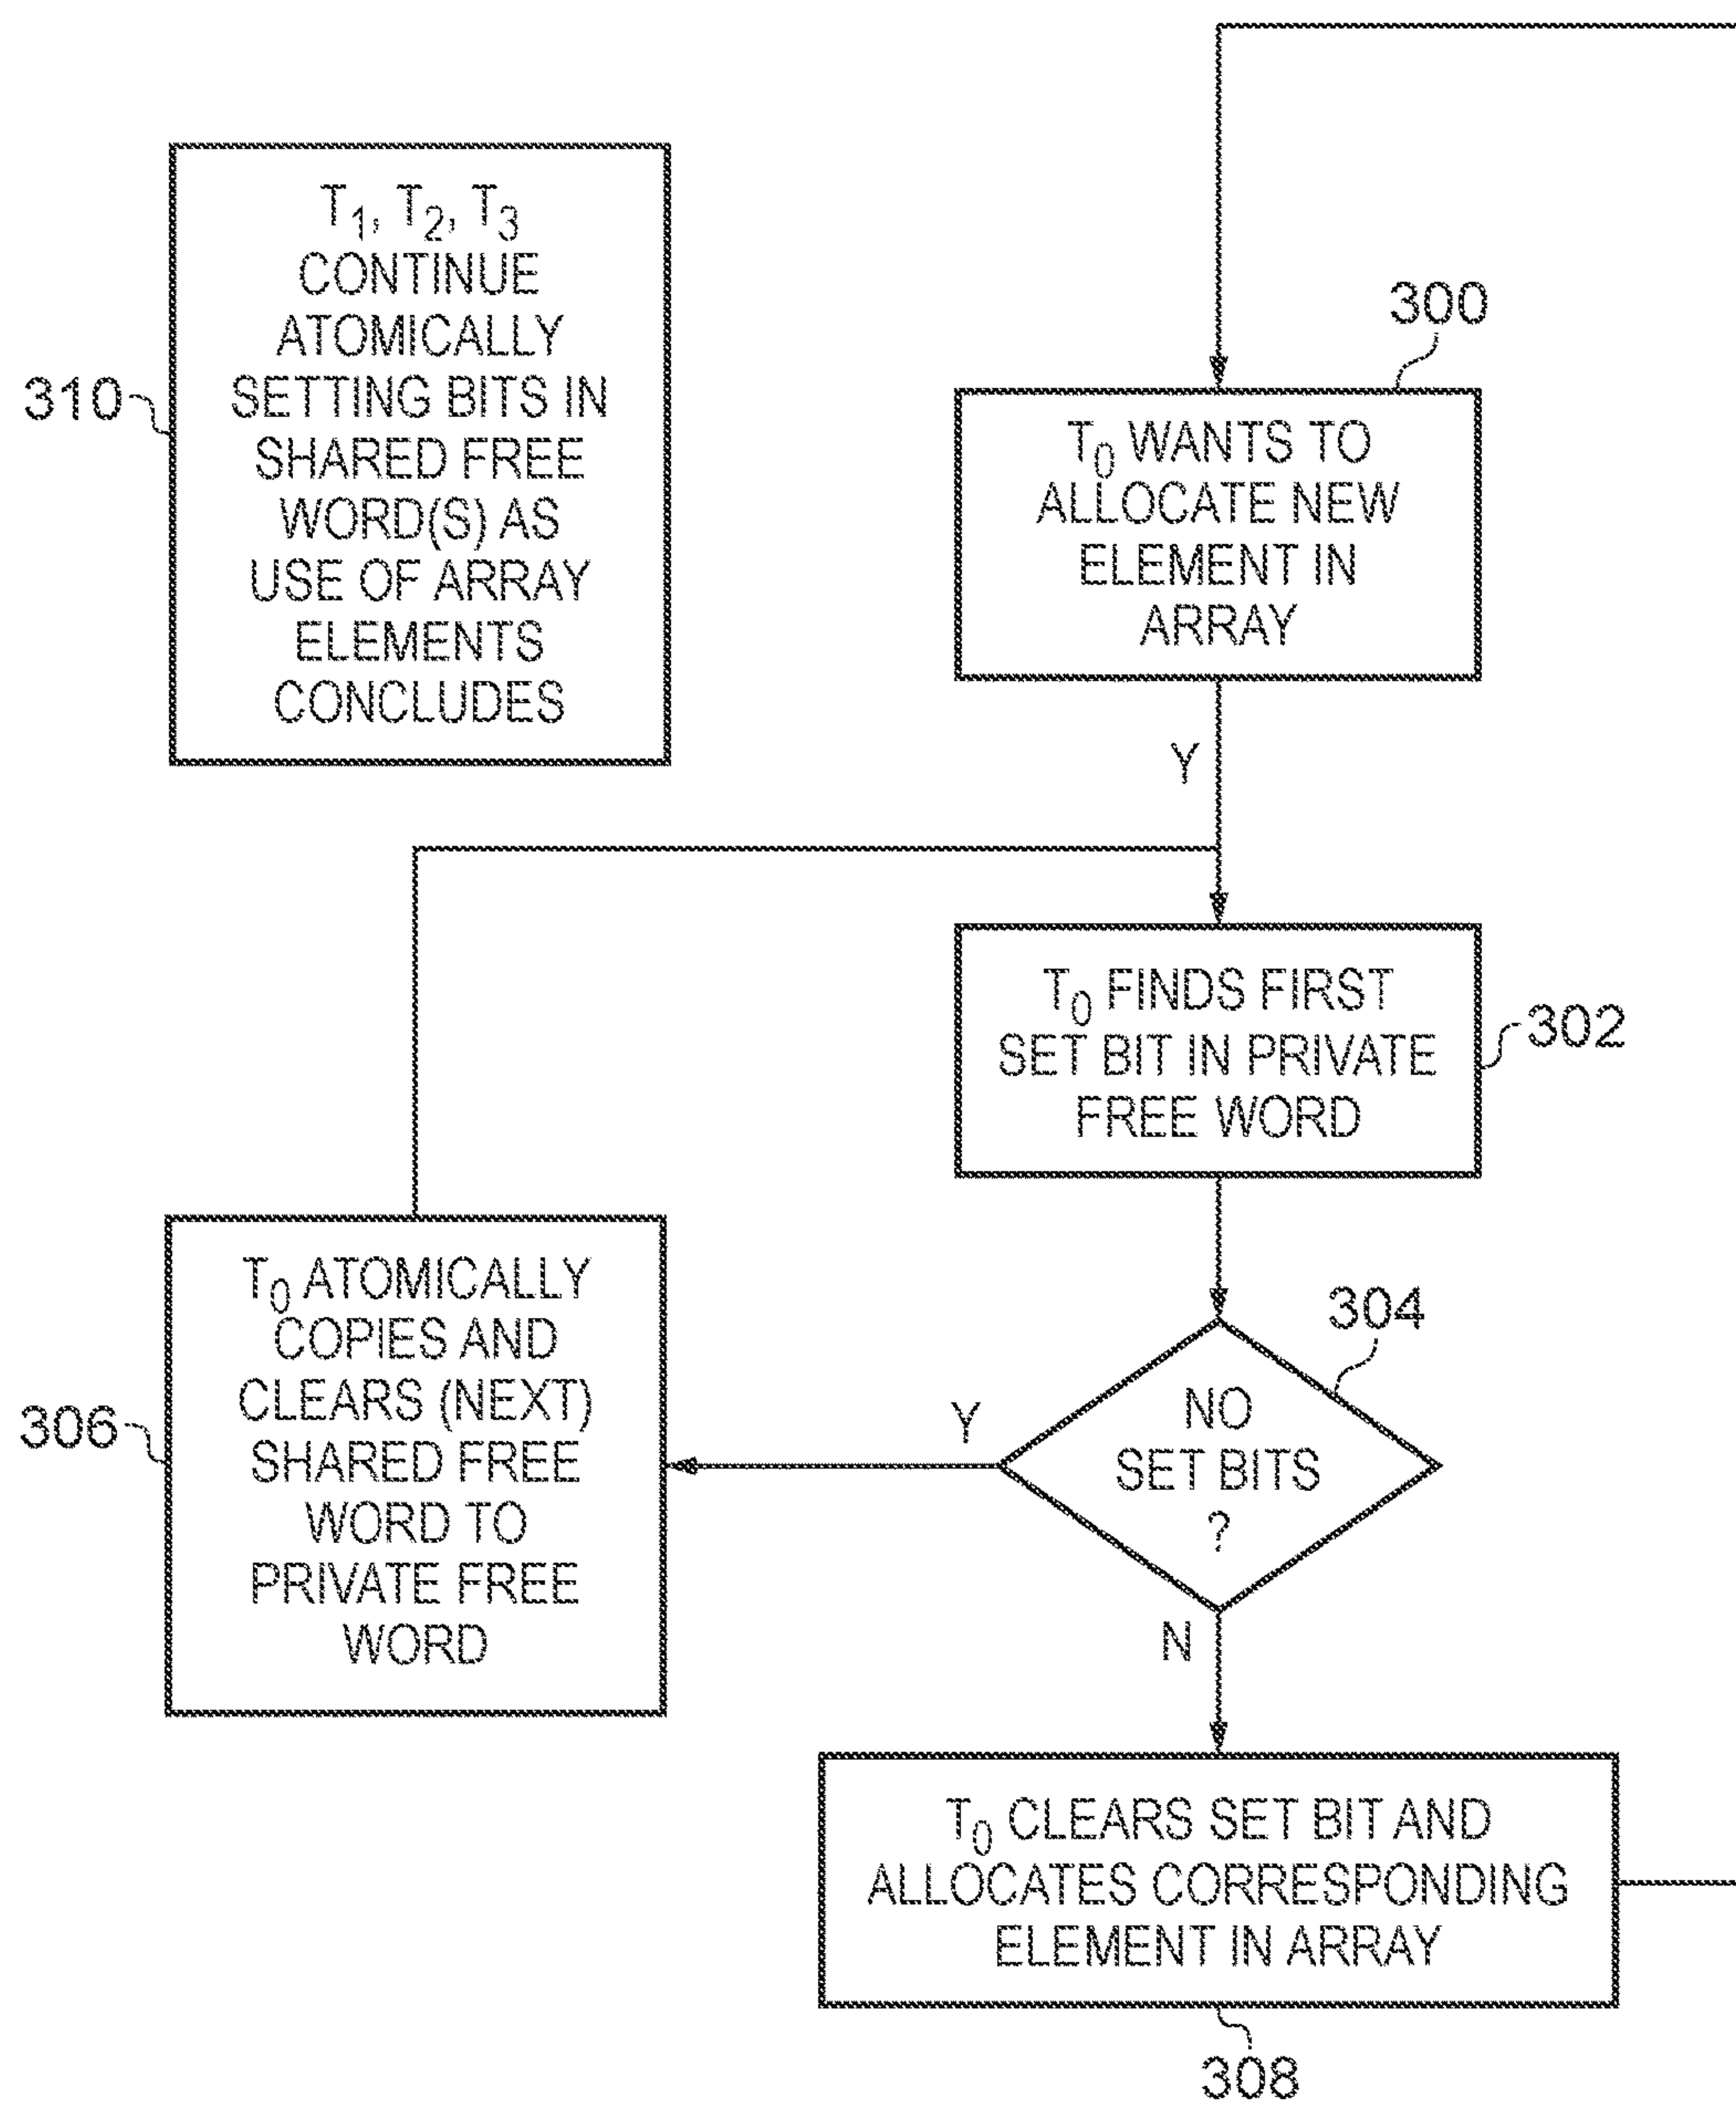 T1, T2, T3
CONTINUE
ATOMICALLY
SETTING BITS IN
SHARED FREE
WORD(S) AS
USE OF ARRAY
ELEMENTS
CONCLUDES
310
300
T0 WANTS TO
ALLOCATE NEW
ELEMENT IN
ARRAY
Y
T0 FINDS FIRST
SET BIT IN PRIVATE
FREE WORD
302
304
NO
SET BITS
?
Y
N
T0 ATOMICALLY
COPIES AND
CLEARS (NEXT)
SHARED FREE
WORD TO
PRIVATE FREE
WORD
306
T0 CLEARS SET BIT AND
ALLOCATES CORRESPONDING
ELEMENT IN ARRAY
308